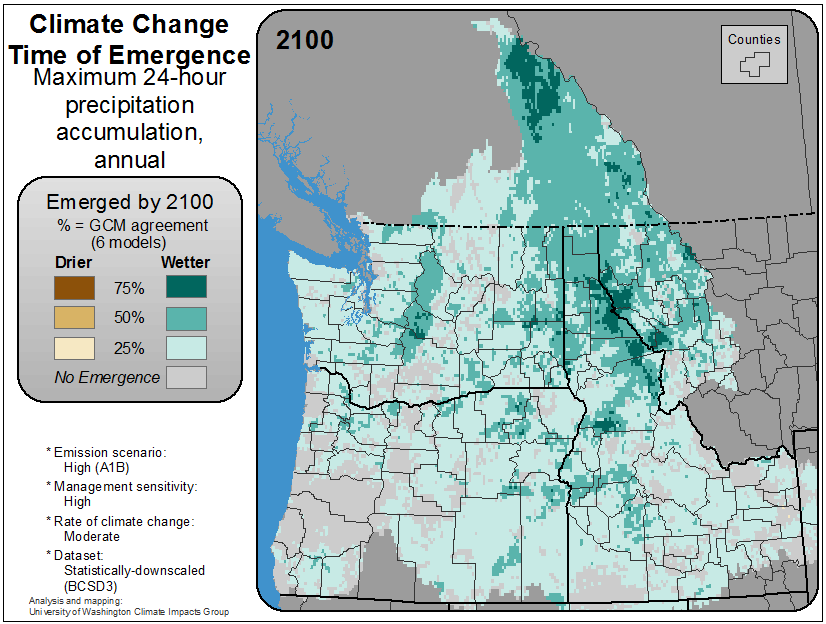 Climate Change
Time of Emergence
Maximum 24-hour
precipitation
accumulation,
annual
2100
Counties
Emerged by 2100
% = GCM agreement
(6 models)
Drier Wetter
75%
50%
25%
No Emergence
* Emission scenario:
High (A1B)
* Management sensitivity:
High
* Rate of climate change:
Moderate
* Dataset:
Statistically-downscaled
(BCSD3)
Analysis and mapping:
University of Washington Climate Impacts Group